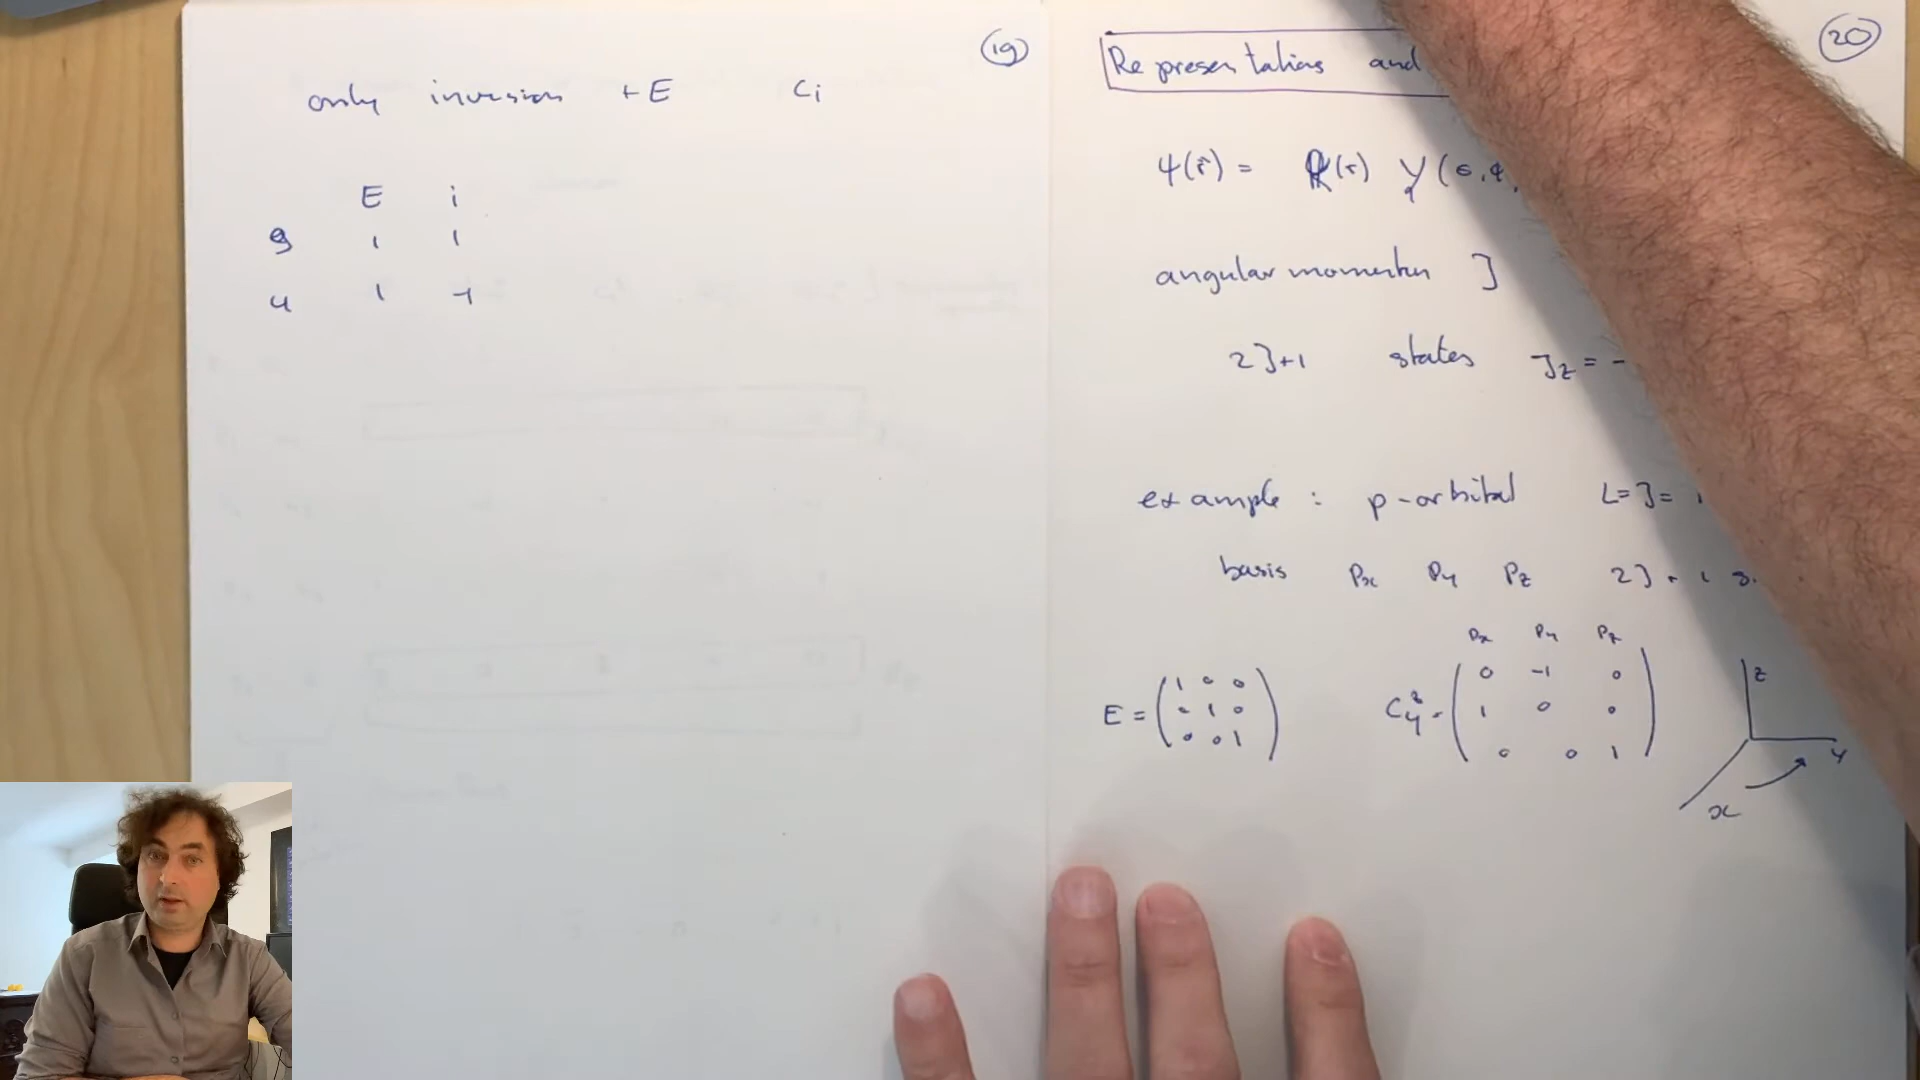 19
only inversion + E Ci
E i
g 1 1
u 1 -1
20
Representations and
ψ(r) = R(r) Y(θ,φ,
angular momentum J
2J+1 states Jz = -
example : p-orbital L=J= 1
basis Px Py Pz 2J + 1
Px Py Pz
E = ( 1 0 0
0 1 0
0 0 1 )
C4z = ( 0 -1 0
1 0 0
0 0 1 )
z
y
x